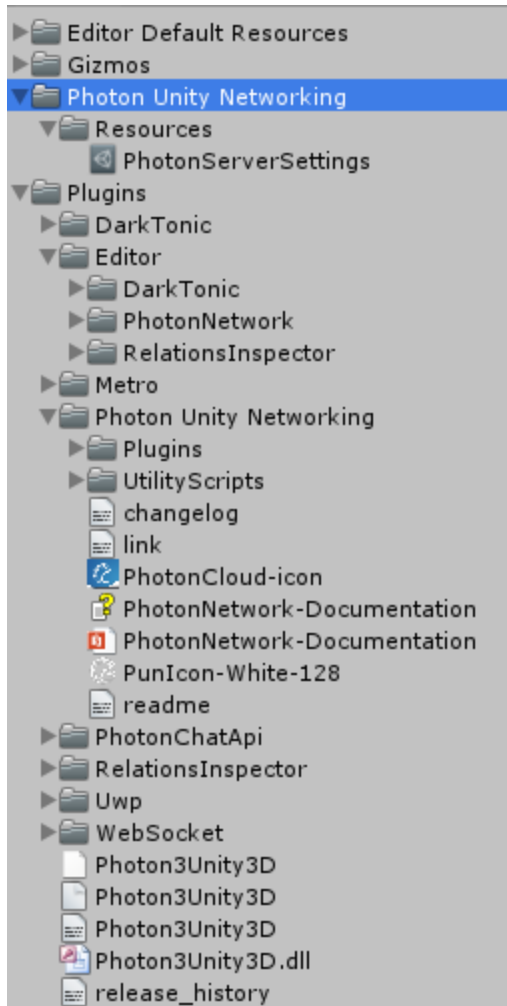 Editor Default Resources
Gizmos
Photon Unity Networking
Resources
PhotonServerSettings
Plugins
DarkTonic
Editor
DarkTonic
PhotonNetwork
RelationsInspector
Metro
Photon Unity Networking
Plugins
UtilityScripts
changelog
link
PhotonCloud-icon
PhotonNetwork-Documentation
PhotonNetwork-Documentation
PunIcon-White-128
readme
PhotonChatApi
RelationsInspector
Uwp
WebSocket
Photon3Unity3D
Photon3Unity3D
Photon3Unity3D
Photon3Unity3D.dll
release_history